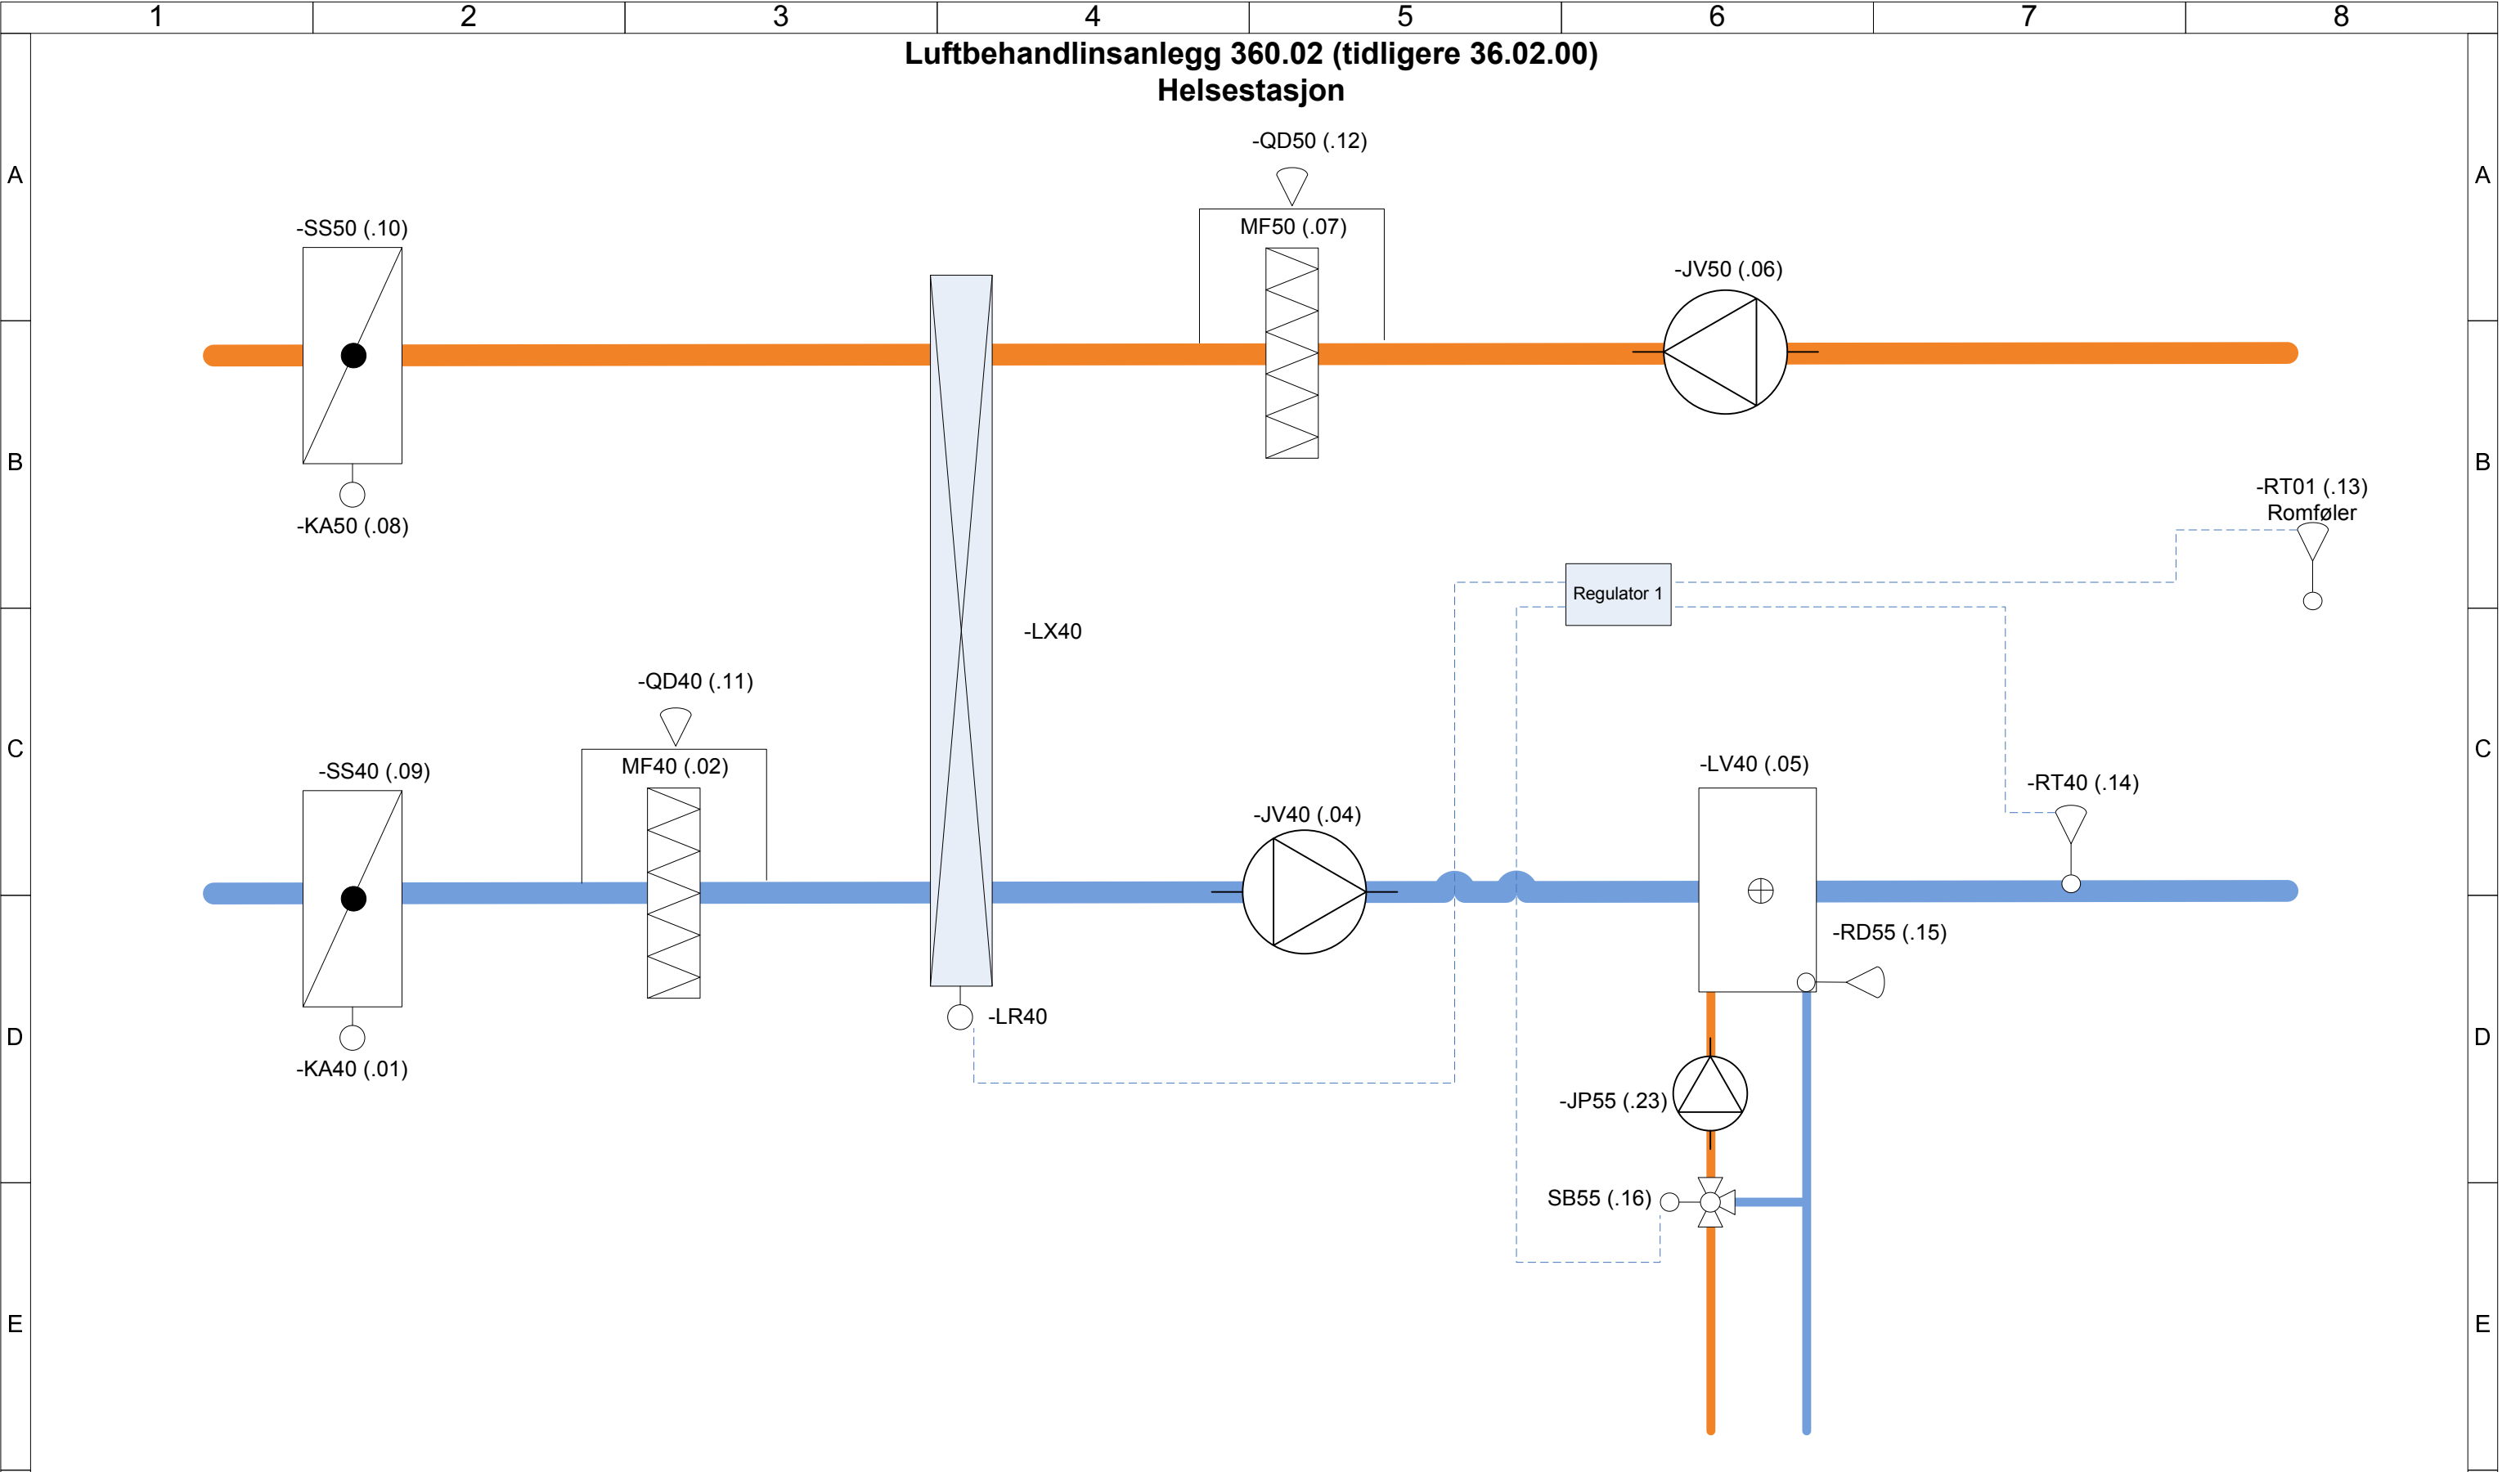 1 2 3 4 5 6 7 8
Luftbehandlinsanlegg 360.02 (tidligere 36.02.00)
Helsestasjon
-QD50 (.12)
A A
-SS50 (.10)
MF50 (.07)
-JV50 (.06)
B B
-RT01 (.13)
Romføler
-KA50 (.08)
Regulator 1
-LX40
-QD40 (.11)
C C
-SS40 (.09)
MF40 (.02)
-LV40 (.05)
-RT40 (.14)
-JV40 (.04)
-RD55 (.15)
-LR40
D D
-KA40 (.01)
-JP55 (.23)
SB55 (.16)
E E